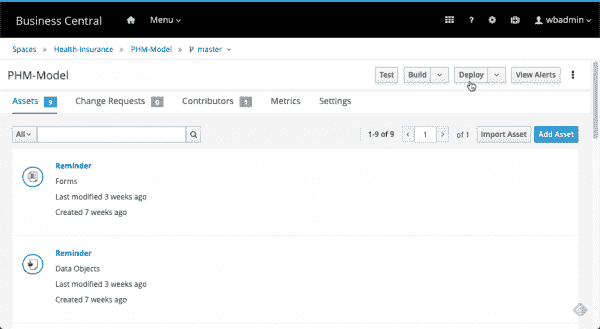 Business Central Menu ? wbadmin
Spaces » Health-Insurance » PHM-Model » master
PHM-Model Test Build Deploy View Alerts
Assets 9 Change Requests 0 Contributors 1 Metrics Settings
All 1-9 of 9 < 1 > of 1 Import Asset Add Asset
Reminder
Forms
Last modified 3 weeks ago
Created 7 weeks ago
Reminder
Data Objects
Last modified 3 weeks ago
Created 7 weeks ago